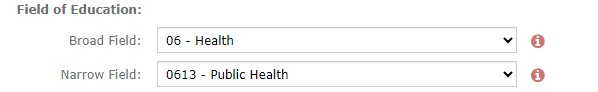 Field of Education:
Broad Field: 06 - Health
Narrow Field: 0613 - Public Health